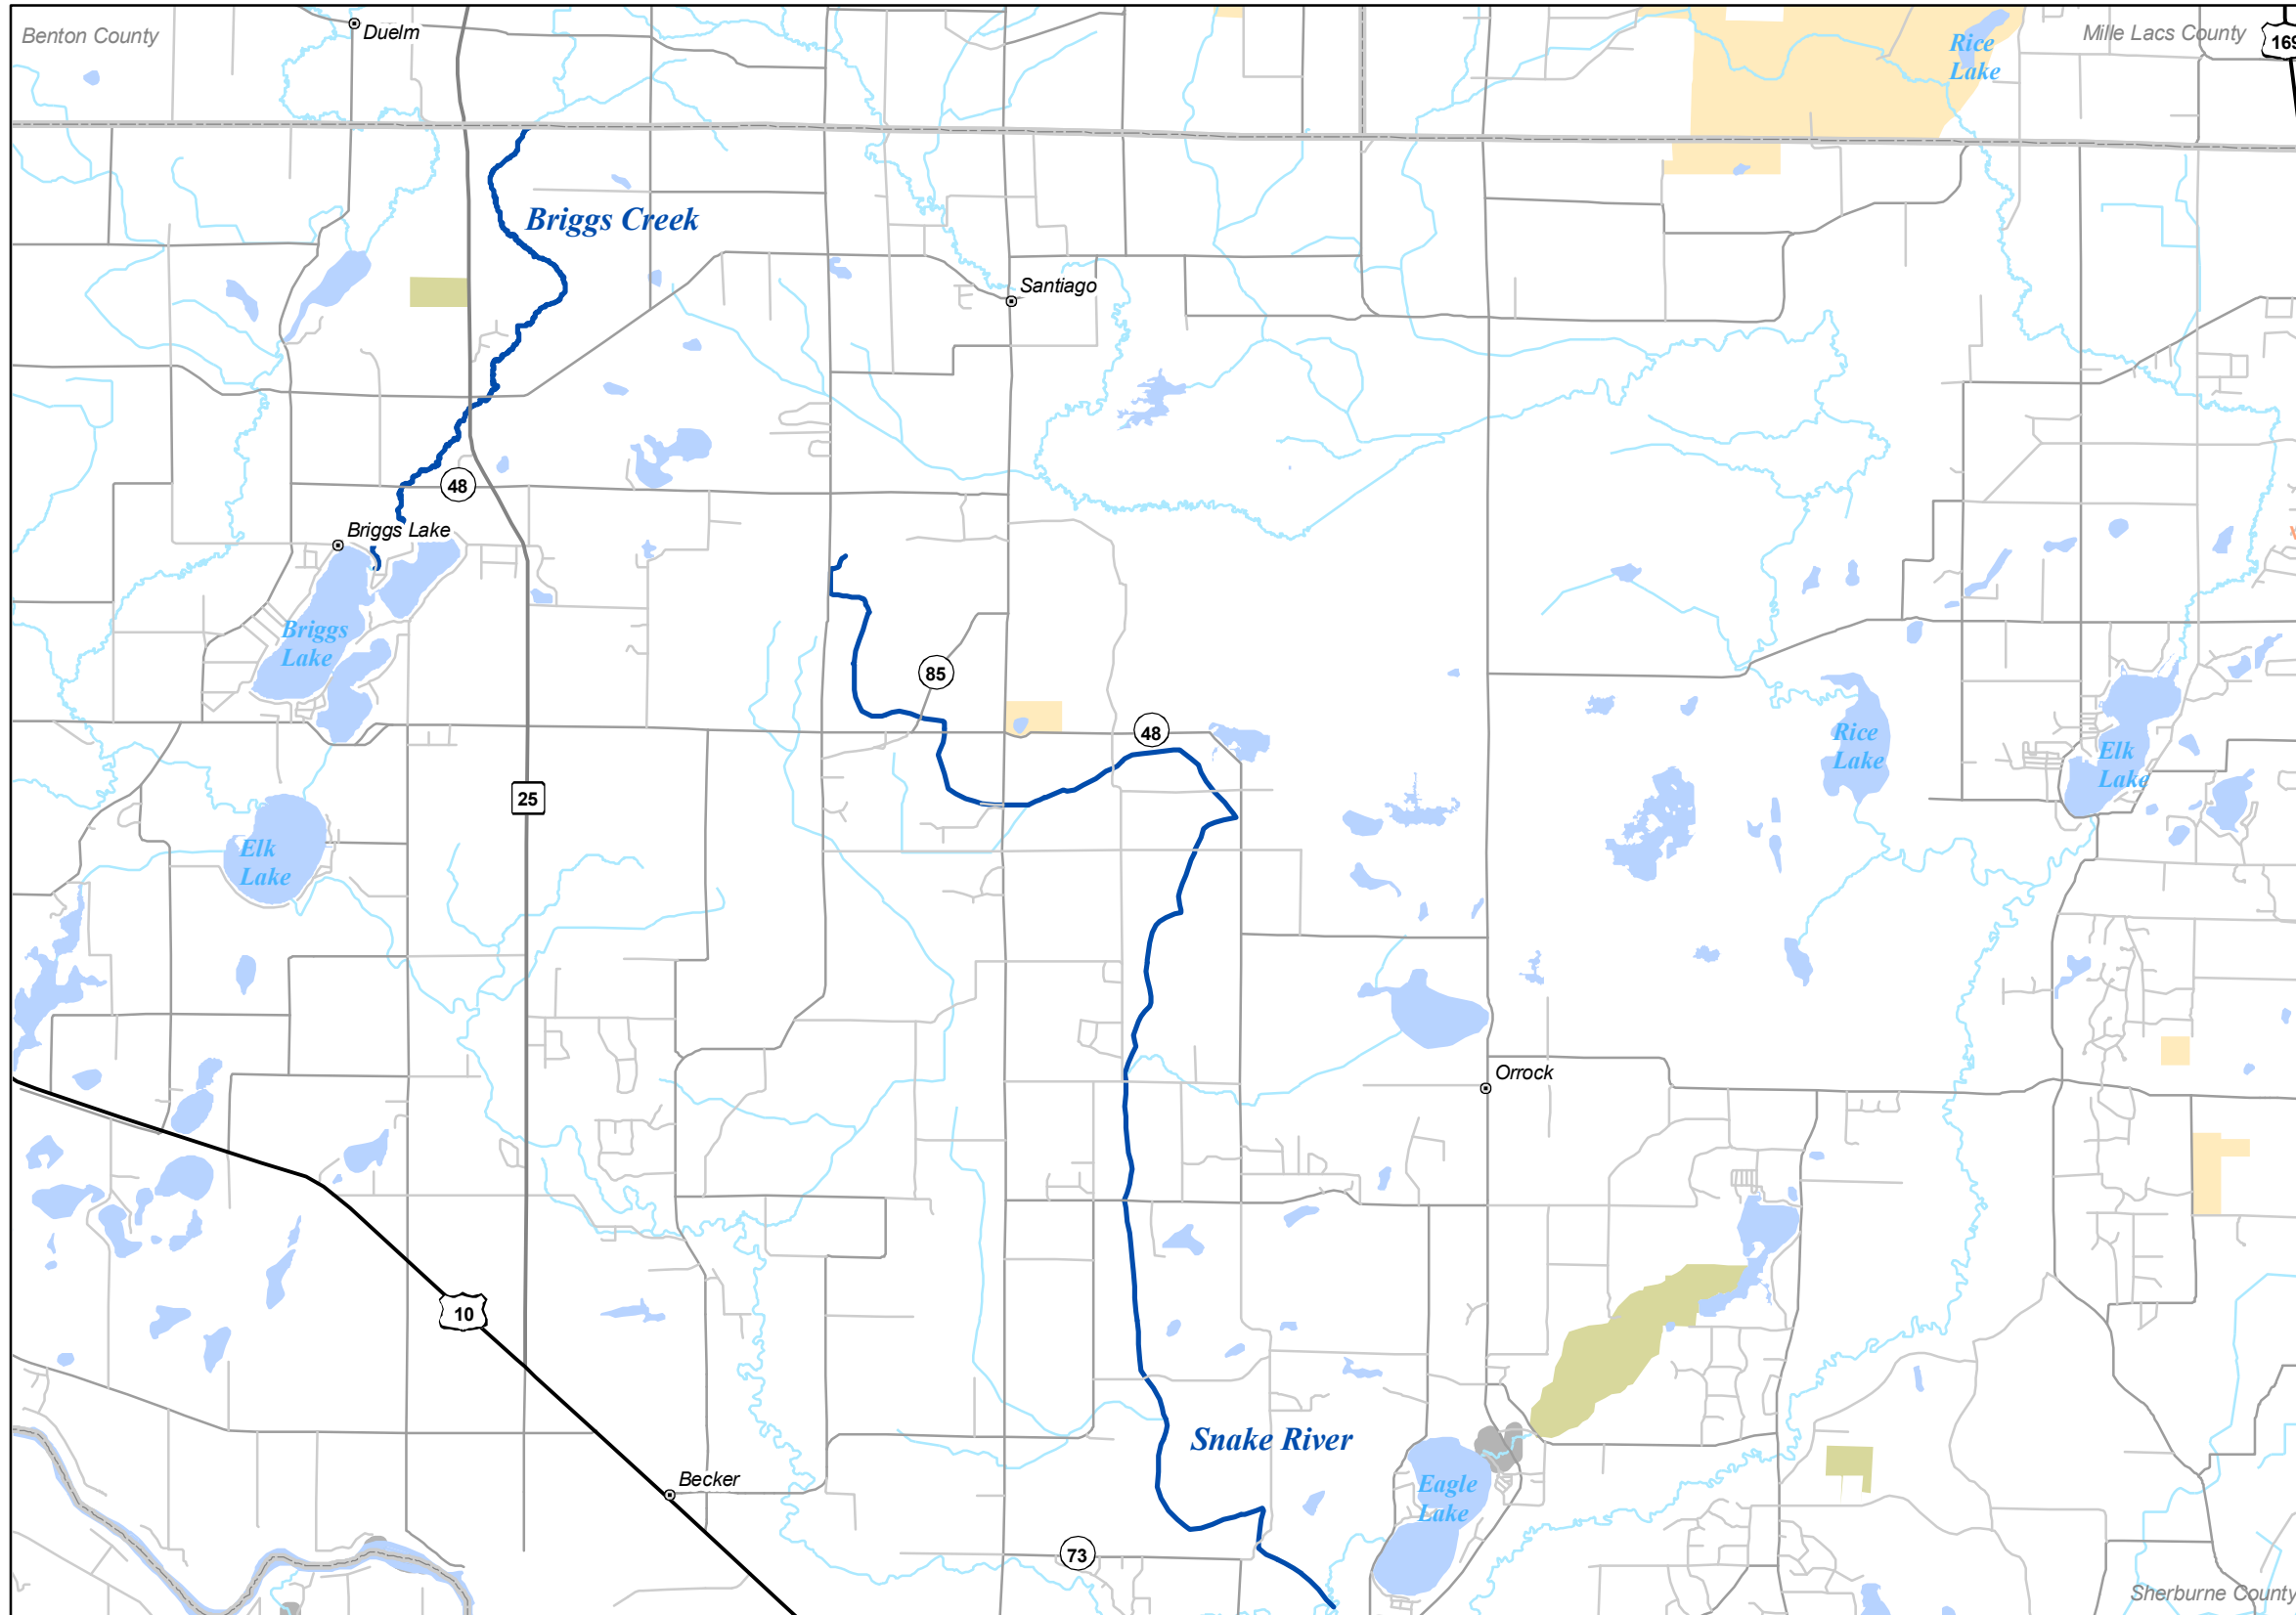 Benton County
Duelm
Rice
Lake
Mille Lacs County
169
Briggs Creek
Santiago
48
Briggs Lake
Briggs
Lake
85
48
Rice
Lake
Elk
Lake
25
Elk
Lake
Orrock
10
Snake River
Becker
Eagle
Lake
73
Sherburne County